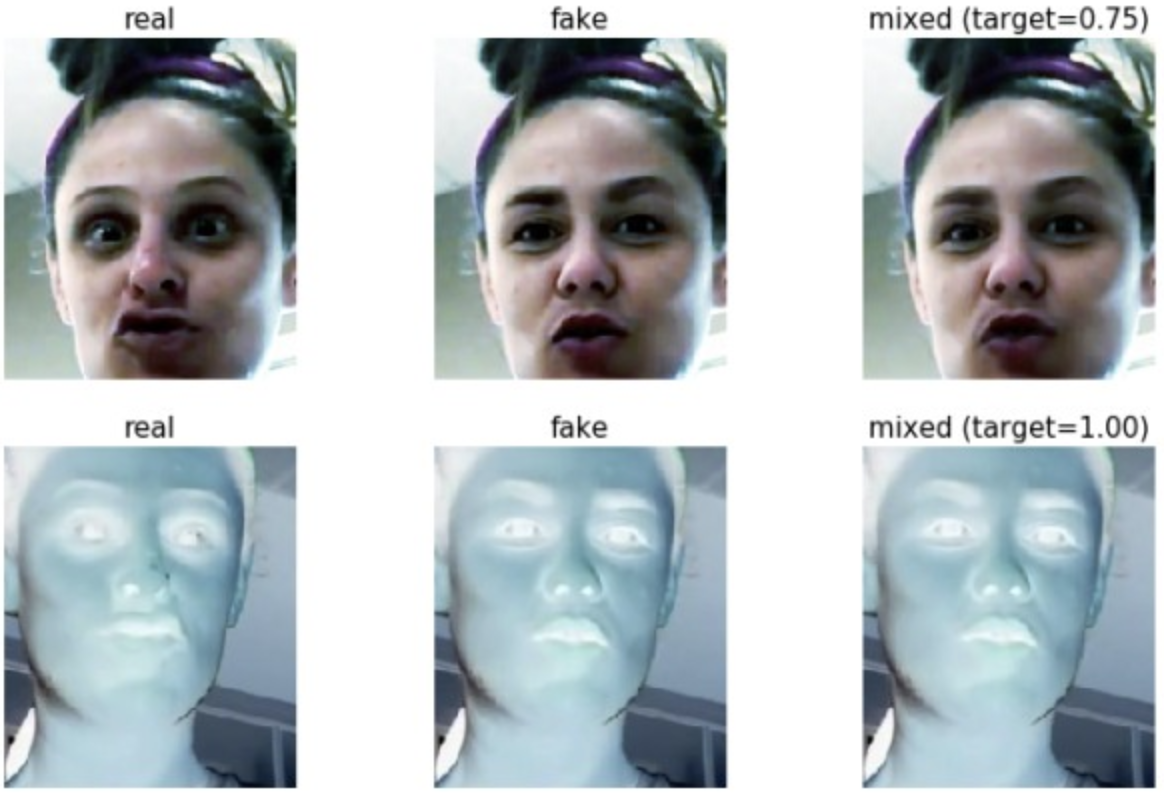 real
fake
mixed (target=0.75)
real
fake
mixed (target=1.00)